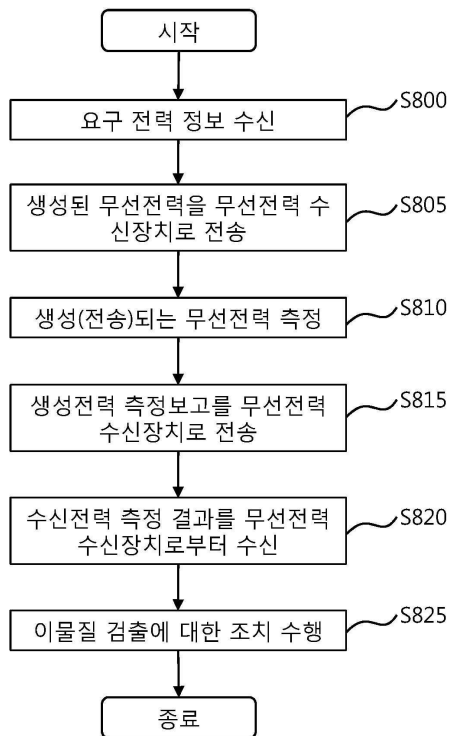 시작
요구 전력 정보 수신
S800
생성된 무선전력을 무선전력 수
신장치로 전송
S805
생성(전송)되는 무선전력 측정
S810
생성전력 측정보고를 무선전력
수신장치로 전송
S815
수신전력 측정 결과를 무선전력
수신장치로부터 수신
S820
이물질 검출에 대한 조치 수행
S825
종료